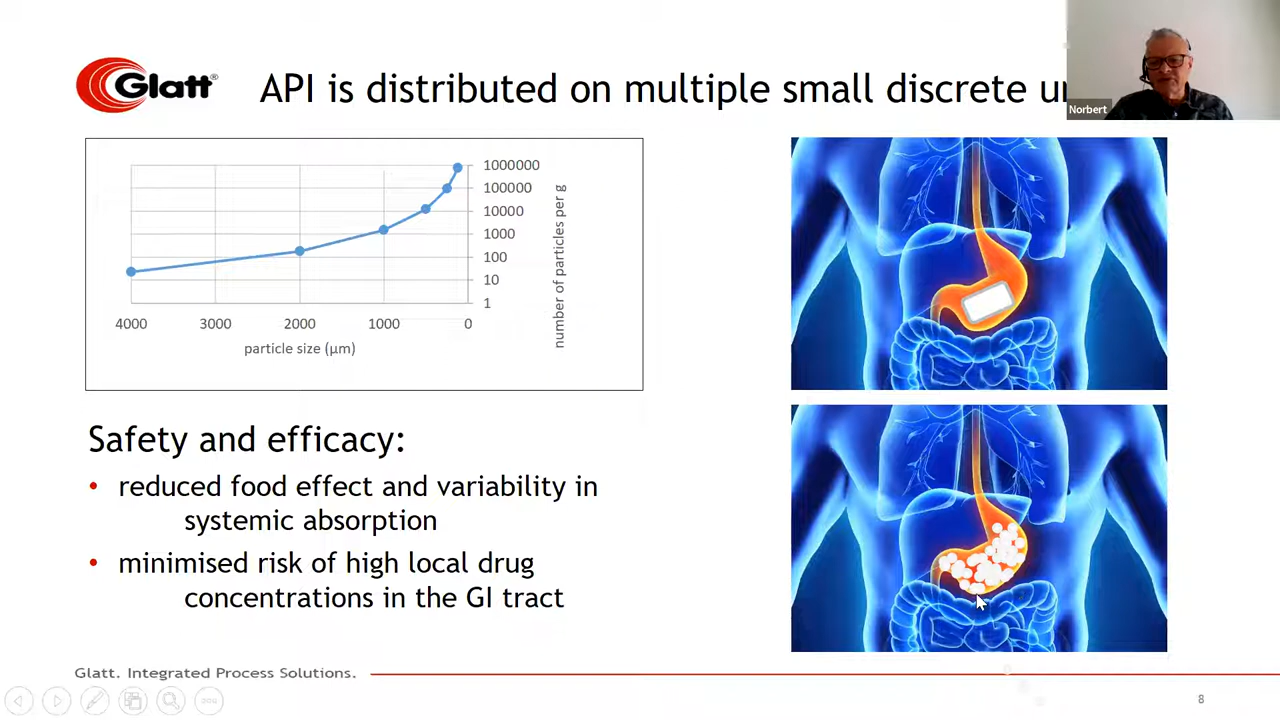 Glatt®
API is distributed on multiple small discrete
Norbert
1000000
100000
10000
1000
100
10
1
4000 3000 2000 1000 0
particle size (µm)
number of particles per g
Safety and efficacy:
• reduced food effect and variability in
systemic absorption
• minimised risk of high local drug
concentrations in the GI tract
Glatt. Integrated Process Solutions.
8